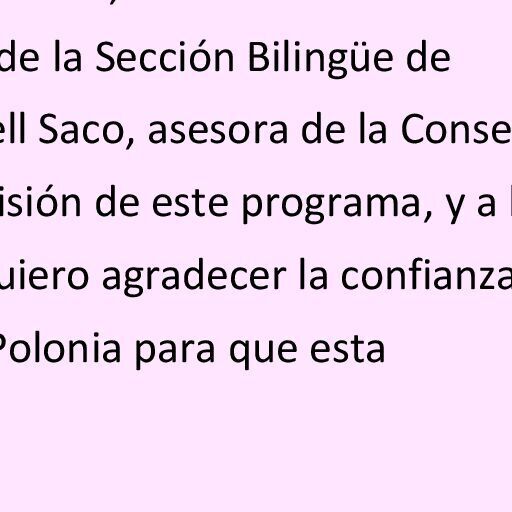 de la Sección Bilingüe de
ell Saco, asesora de la Conse
isión de este programa, y a
uiero agradecer la confianza
Polonia para que esta